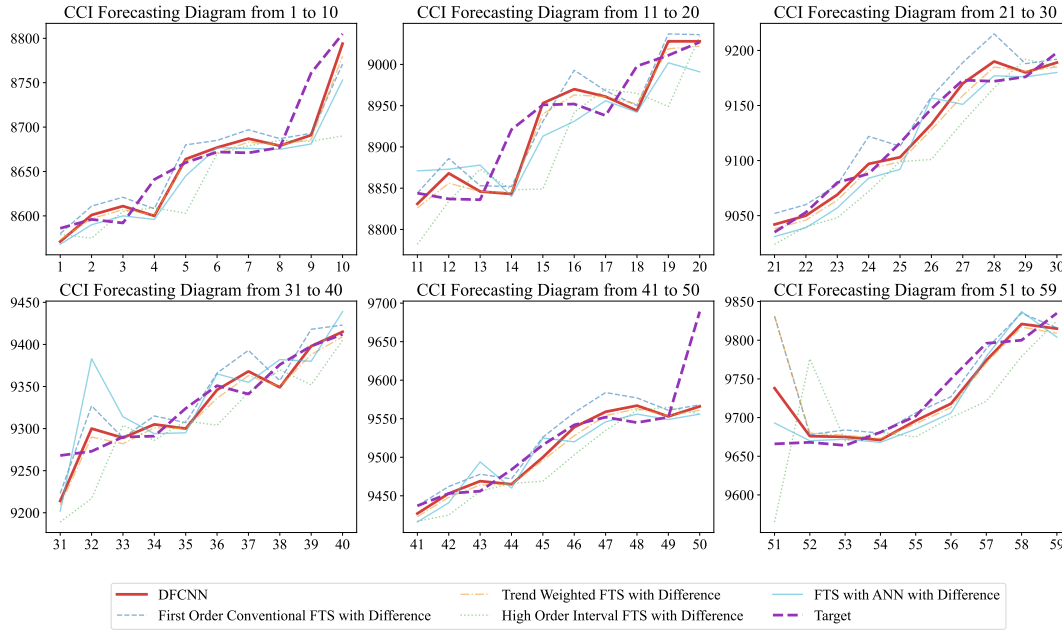 CCI Forecasting Diagram from 1 to 10
8800
8750
8700
8650
8600
1 2 3 4 5 6 7 8 9 10
CCI Forecasting Diagram from 11 to 20
9000
8950
8900
8850
8800
11 12 13 14 15 16 17 18 19 20
CCI Forecasting Diagram from 21 to 30
9200
9150
9100
9050
21 22 23 24 25 26 27 28 29 30
CCI Forecasting Diagram from 31 to 40
9450
9400
9350
9300
9250
9200
31 32 33 34 35 36 37 38 39 40
CCI Forecasting Diagram from 41 to 50
9700
9650
9600
9550
9500
9450
41 42 43 44 45 46 47 48 49 50
CCI Forecasting Diagram from 51 to 59
9850
9800
9750
9700
9650
9600
51 52 53 54 55 56 57 58 59
DFCNN
First Order Conventional FTS with Difference
Trend Weighted FTS with Difference
High Order Interval FTS with Difference
FTS with ANN with Difference
Target